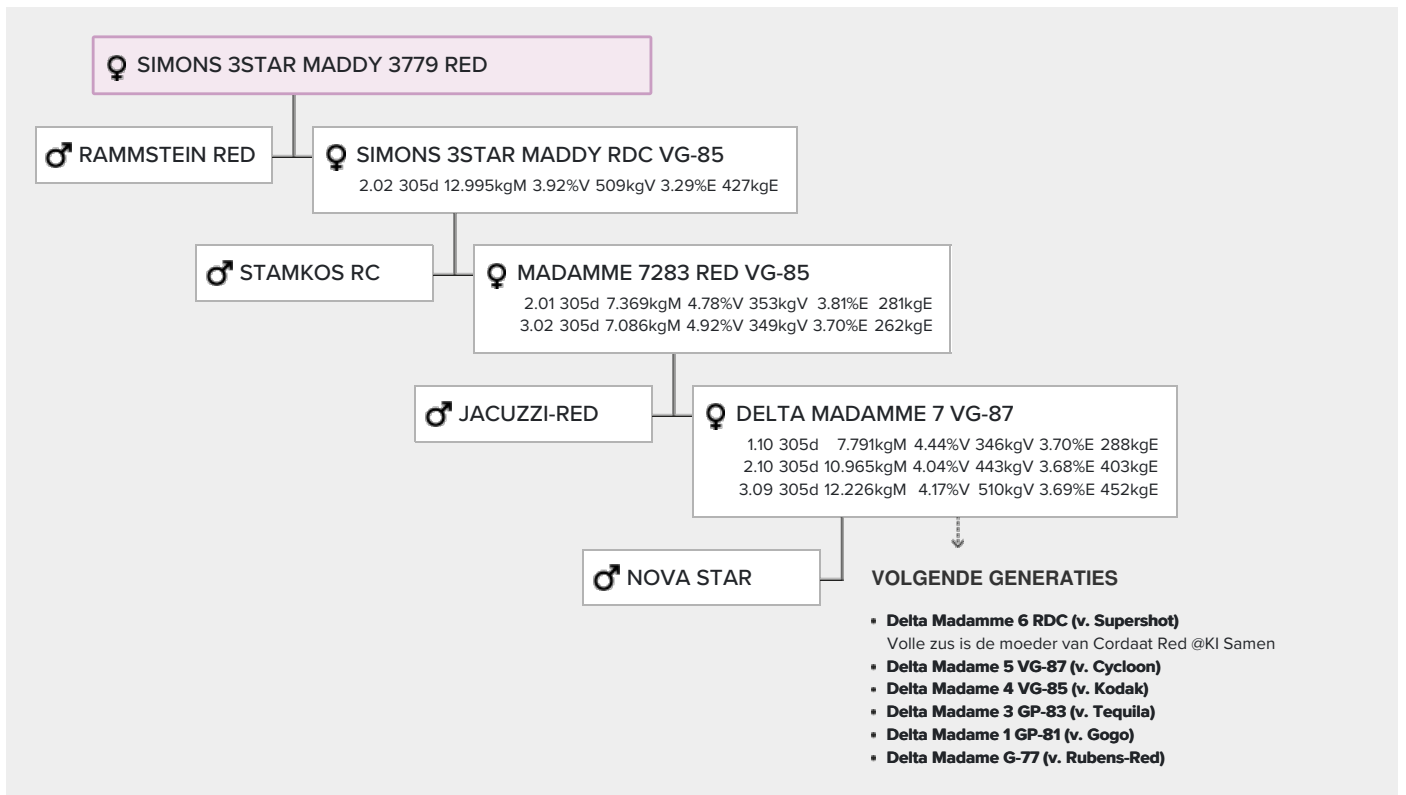 SIMONS 3STAR MADDY 3779 RED
RAMMSTEIN RED
SIMONS 3STAR MADDY RDC VG-85
2.02 305d 12.995kgM 3.92%V 509kgV 3.29%E 427kgE
STAMKOS RC
MADAMME 7283 RED VG-85
2.01 305d 7.369kgM 4.78%V 353kgV 3.81%E 281kgE
3.02 305d 7.086kgM 4.92%V 349kgV 3.70%E 262kgE
JACUZZI-RED
DELTA MADAMME 7 VG-87
1.10 305d 7.791kgM 4.44%V 346kgV 3.70%E 288kgE
2.10 305d 10.965kgM 4.04%V 443kgV 3.68%E 403kgE
3.09 305d 12.226kgM 4.17%V 510kgV 3.69%E 452kgE
NOVA STAR
VOLGENDE GENERATIES
• Delta Madamme 6 RDC (v. Supershot)
Volle zus is de moeder van Cordaat Red @KI Samen
• Delta Madame 5 VG-87 (v. Cycloon)
• Delta Madame 4 VG-85 (v. Kodak)
• Delta Madame 3 GP-83 (v. Tequila)
• Delta Madame 1 GP-81 (v. Gogo)
• Delta Madame G-77 (v. Rubens-Red)